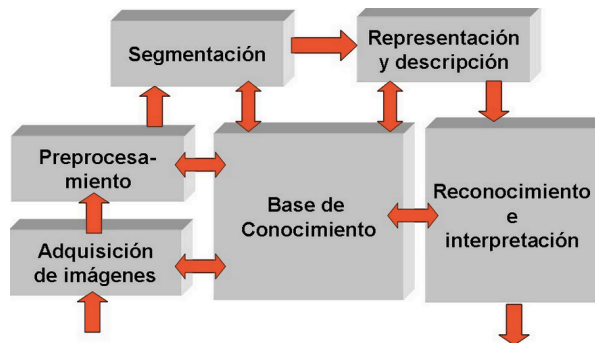 Segmentación
Representación
y descripción
Preprocesa-
miento
Base de
Conocimiento
Reconocimiento
e
interpretación
Adquisición
de imágenes